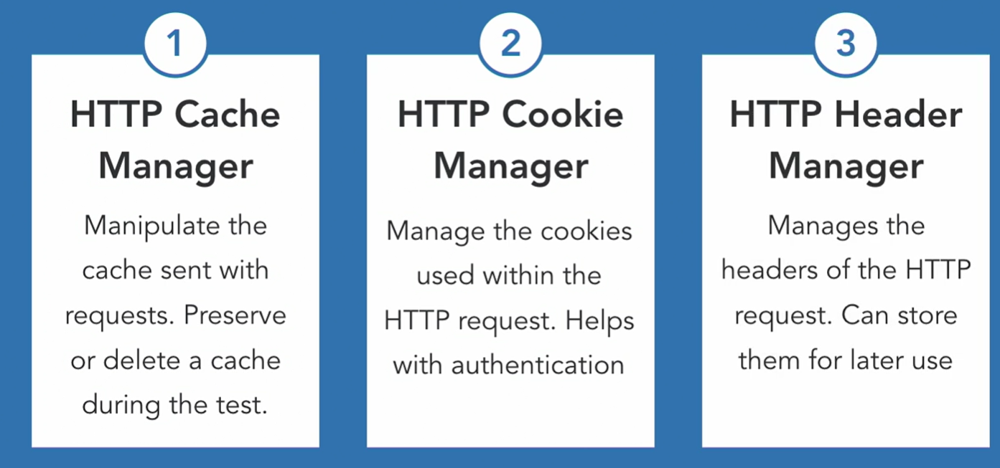 1
HTTP Cache
Manager
Manipulate the
cache sent with
requests. Preserve
or delete a cache
during the test.
2
HTTP Cookie
Manager
Manage the cookies
used within the
HTTP request. Helps
with authentication
3
HTTP Header
Manager
Manages the
headers of the HTTP
request. Can store
them for later use